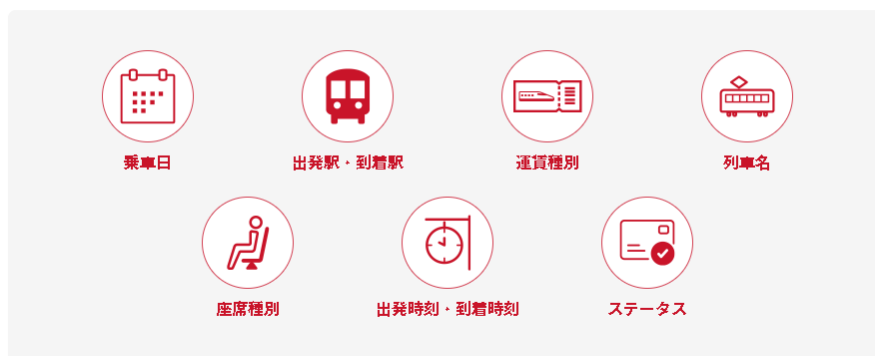 乗車日
出発駅・到着駅
運賃種別
列車名
座席種別
出発時刻・到着時刻
ステータス